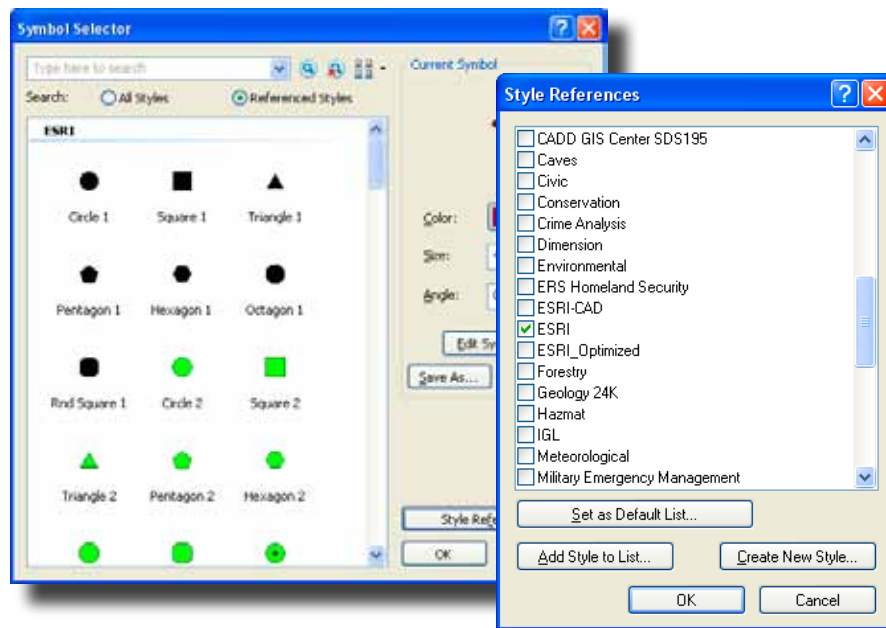 Symbol Selector
Type here to search
Search: All Styles Referenced Styles
ESRI
Circle 1 Square 1 Triangle 1
Pentagon 1 Hexagon 1 Octagon 1
Rnd Square 1 Circle 2 Square 2
Triangle 2 Pentagon 2 Hexagon 2
Current Symbol
Color:
Size:
Angle:
Edit Sy
Save As...
Style Refe
OK
Style References
CADD GIS Center SDS195
Caves
Civic
Conservation
Crime Analysis
Dimension
Environmental
ERS Homeland Security
ESRI-CAD
ESRI
ESRI_Optimized
Forestry
Geology 24K
Hazmat
IGL
Meteorological
Military Emergency Management
Set as Default List...
Add Style to List... Create New Style...
OK Cancel